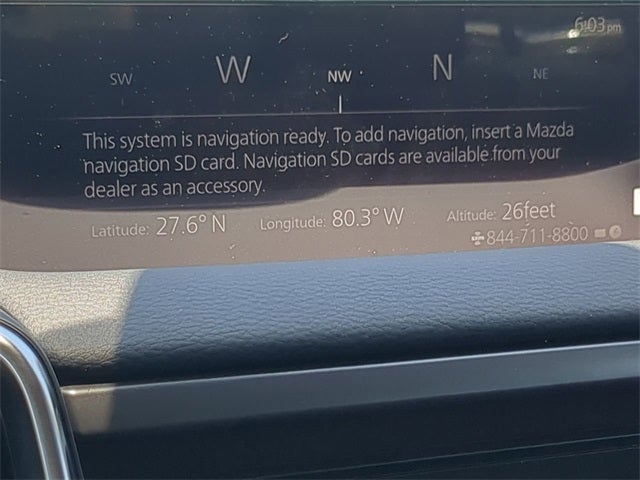 6:03 pm
SW W NW N NE
This system is navigation ready. To add navigation, insert a Mazda
navigation SD card. Navigation SD cards are available from your
dealer as an accessory.
Latitude: 27.6° N Longitude: 80.3° W Altitude: 26feet
844-711-8800